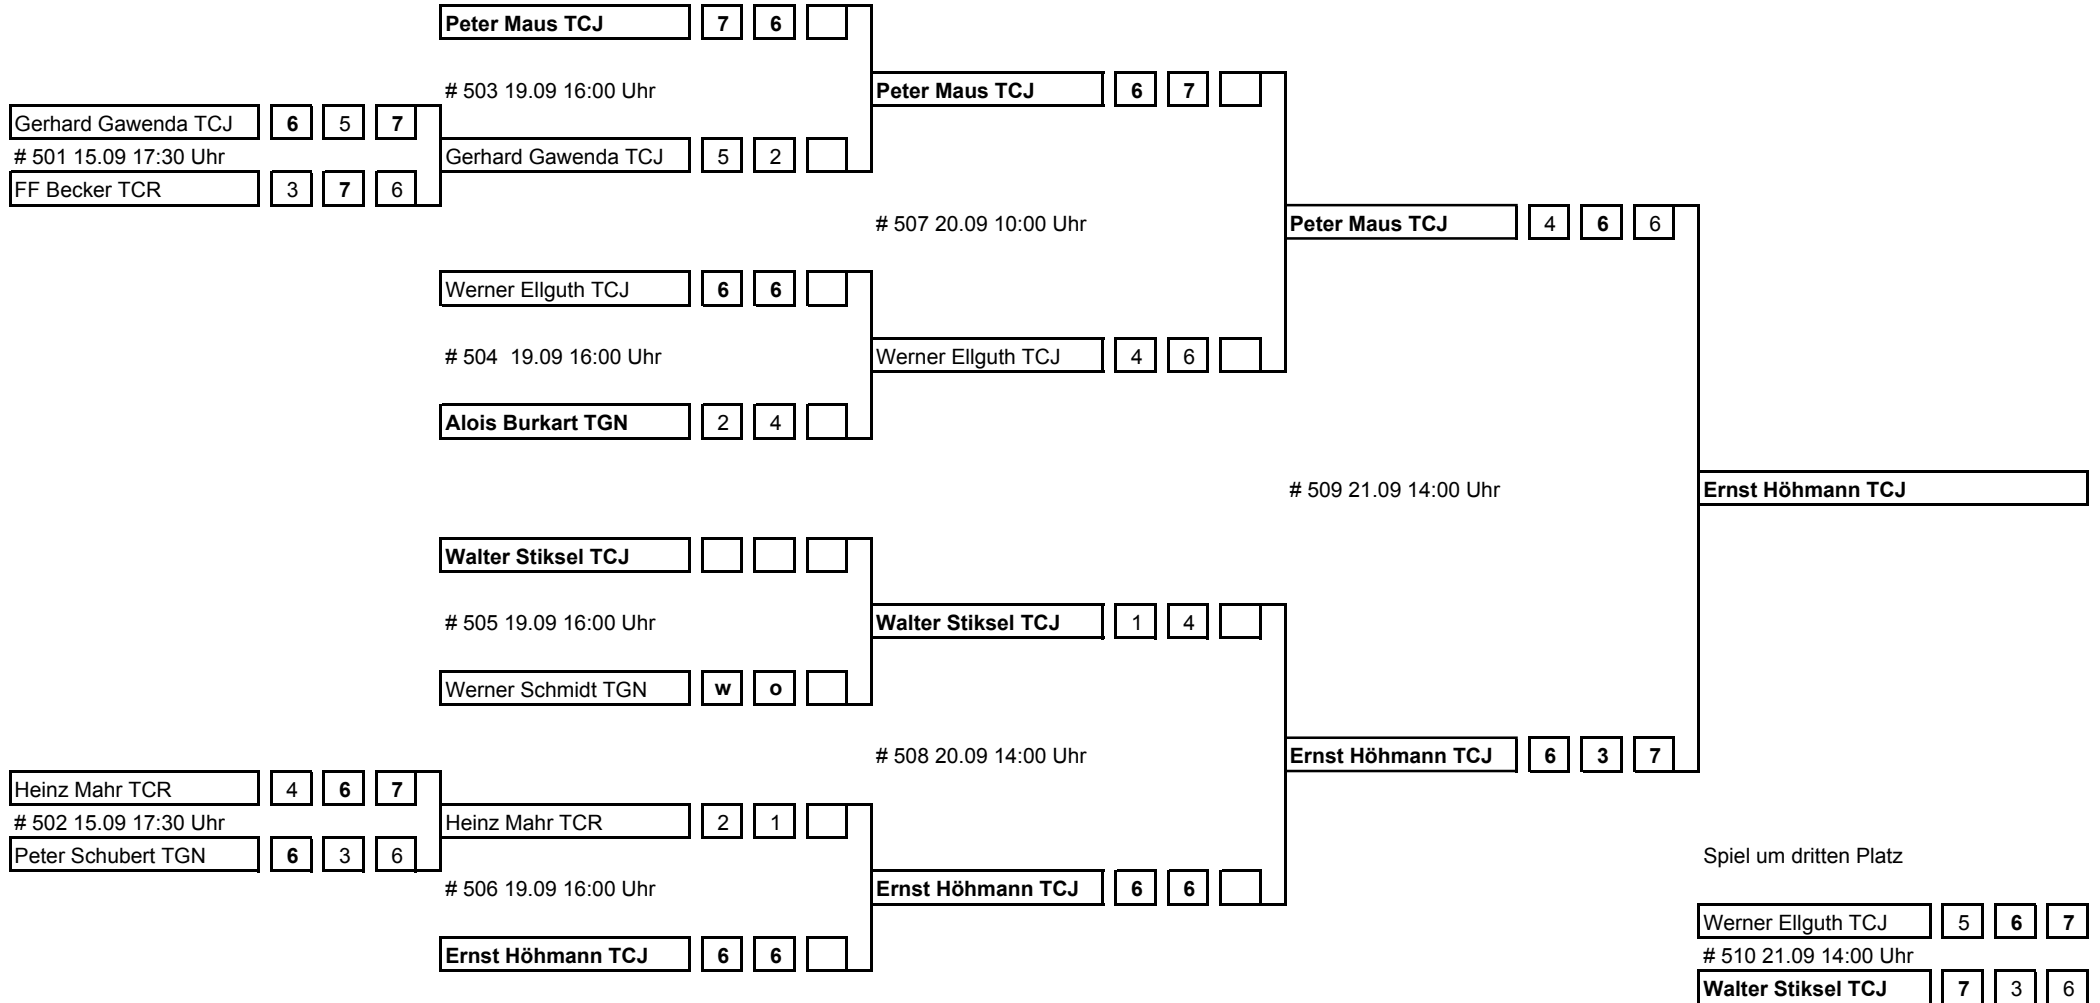 Peter Maus TCJ 7 6
# 503 19.09 16:00 Uhr
Peter Maus TCJ 6 7
Gerhard Gawenda TCJ 6 5 7
# 501 15.09 17:30 Uhr
Gerhard Gawenda TCJ 5 2
FF Becker TCR 3 7 6
# 507 20.09 10:00 Uhr
Peter Maus TCJ 4 6 6
Werner Ellguth TCJ 6 6
# 504 19.09 16:00 Uhr
Werner Ellguth TCJ 4 6
Alois Burkart TGN 2 4
# 509 21.09 14:00 Uhr
Ernst Höhmann TCJ
Walter Stiksel TCJ
# 505 19.09 16:00 Uhr
Walter Stiksel TCJ 1 4
Werner Schmidt TGN w o
# 508 20.09 14:00 Uhr
Ernst Höhmann TCJ 6 3 7
Heinz Mahr TCR 4 6 7
# 502 15.09 17:30 Uhr
Heinz Mahr TCR 2 1
Peter Schubert TGN 6 3 6
Spiel um dritten Platz
# 506 19.09 16:00 Uhr
Ernst Höhmann TCJ 6 6
Werner Ellguth TCJ 5 6 7
Ernst Höhmann TCJ 6 6
# 510 21.09 14:00 Uhr
Walter Stiksel TCJ 7 3 6